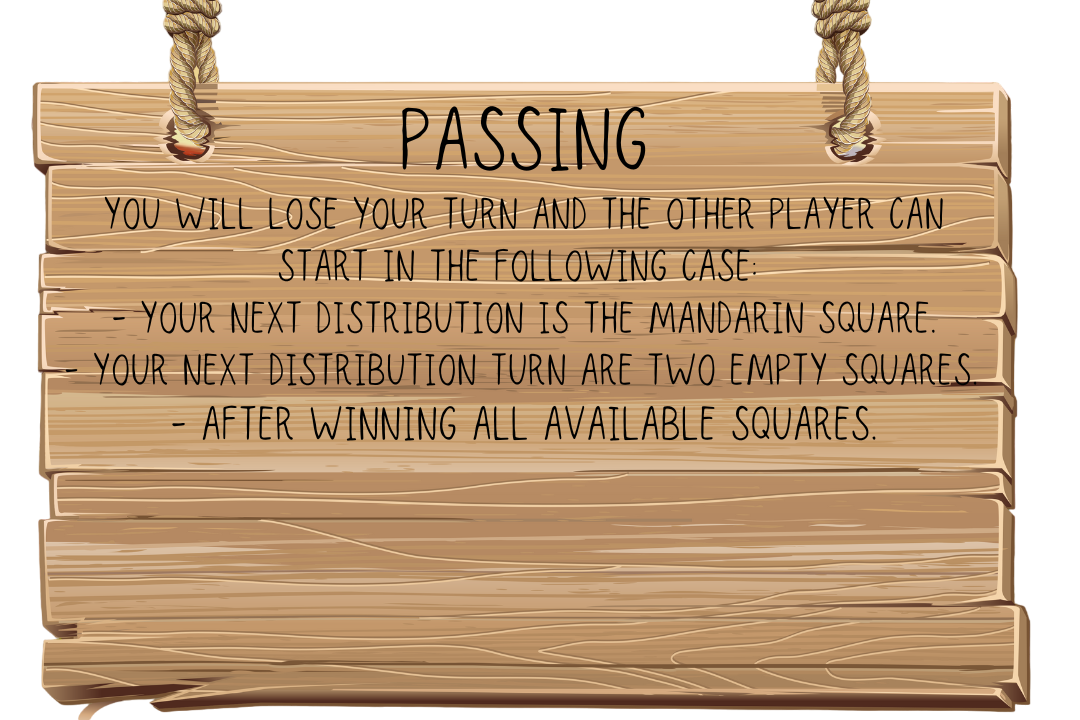 PASSING
YOU WILL LOSE YOUR TURN AND THE OTHER PLAYER CAN
START IN THE FOLLOWING CASE:
- YOUR NEXT DISTRIBUTION IS THE MANDARIN SQUARE.
- YOUR NEXT DISTRIBUTION TURN ARE TWO EMPTY SQUARES.
- AFTER WINNING ALL AVAILABLE SQUARES.